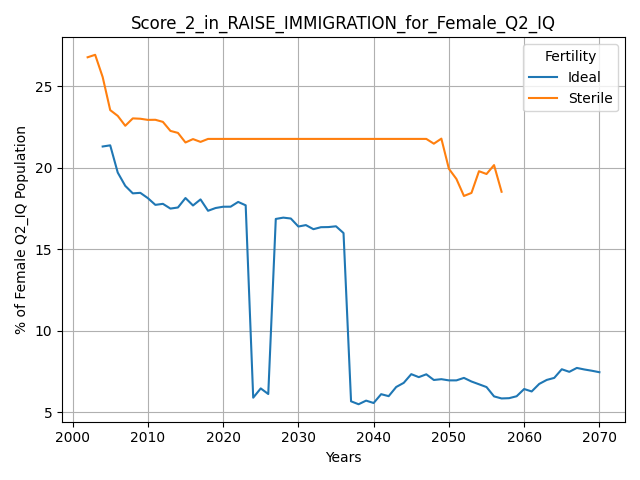 Score_2_in_RAISE_IMMIGRATION_for_Female_Q2_IQ
Fertility
Ideal
Sterile
% of Female Q2_IQ Population
25
20
15
10
5
2000 2010 2020 2030 2040 2050 2060 2070
Years